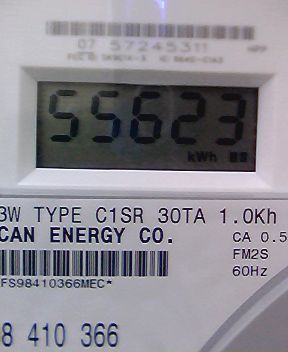 07 57245311
55623
kWh
3W TYPE C1SR 30TA 1.0Kh
CAN ENERGY CO.
CA 0.5
FM2S
60Hz
FS98410366MEC*
8 410 366